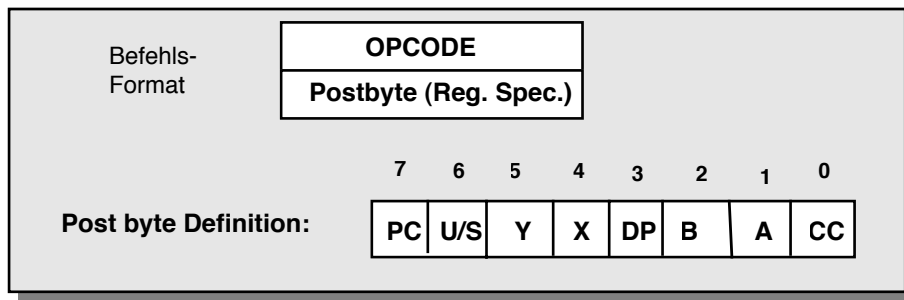 Befehls-
Format
OPCODE
Postbyte (Reg. Spec.)
7 6 5 4 3 2 1 0
Post byte Definition:
PC U/S Y X DP B A CC